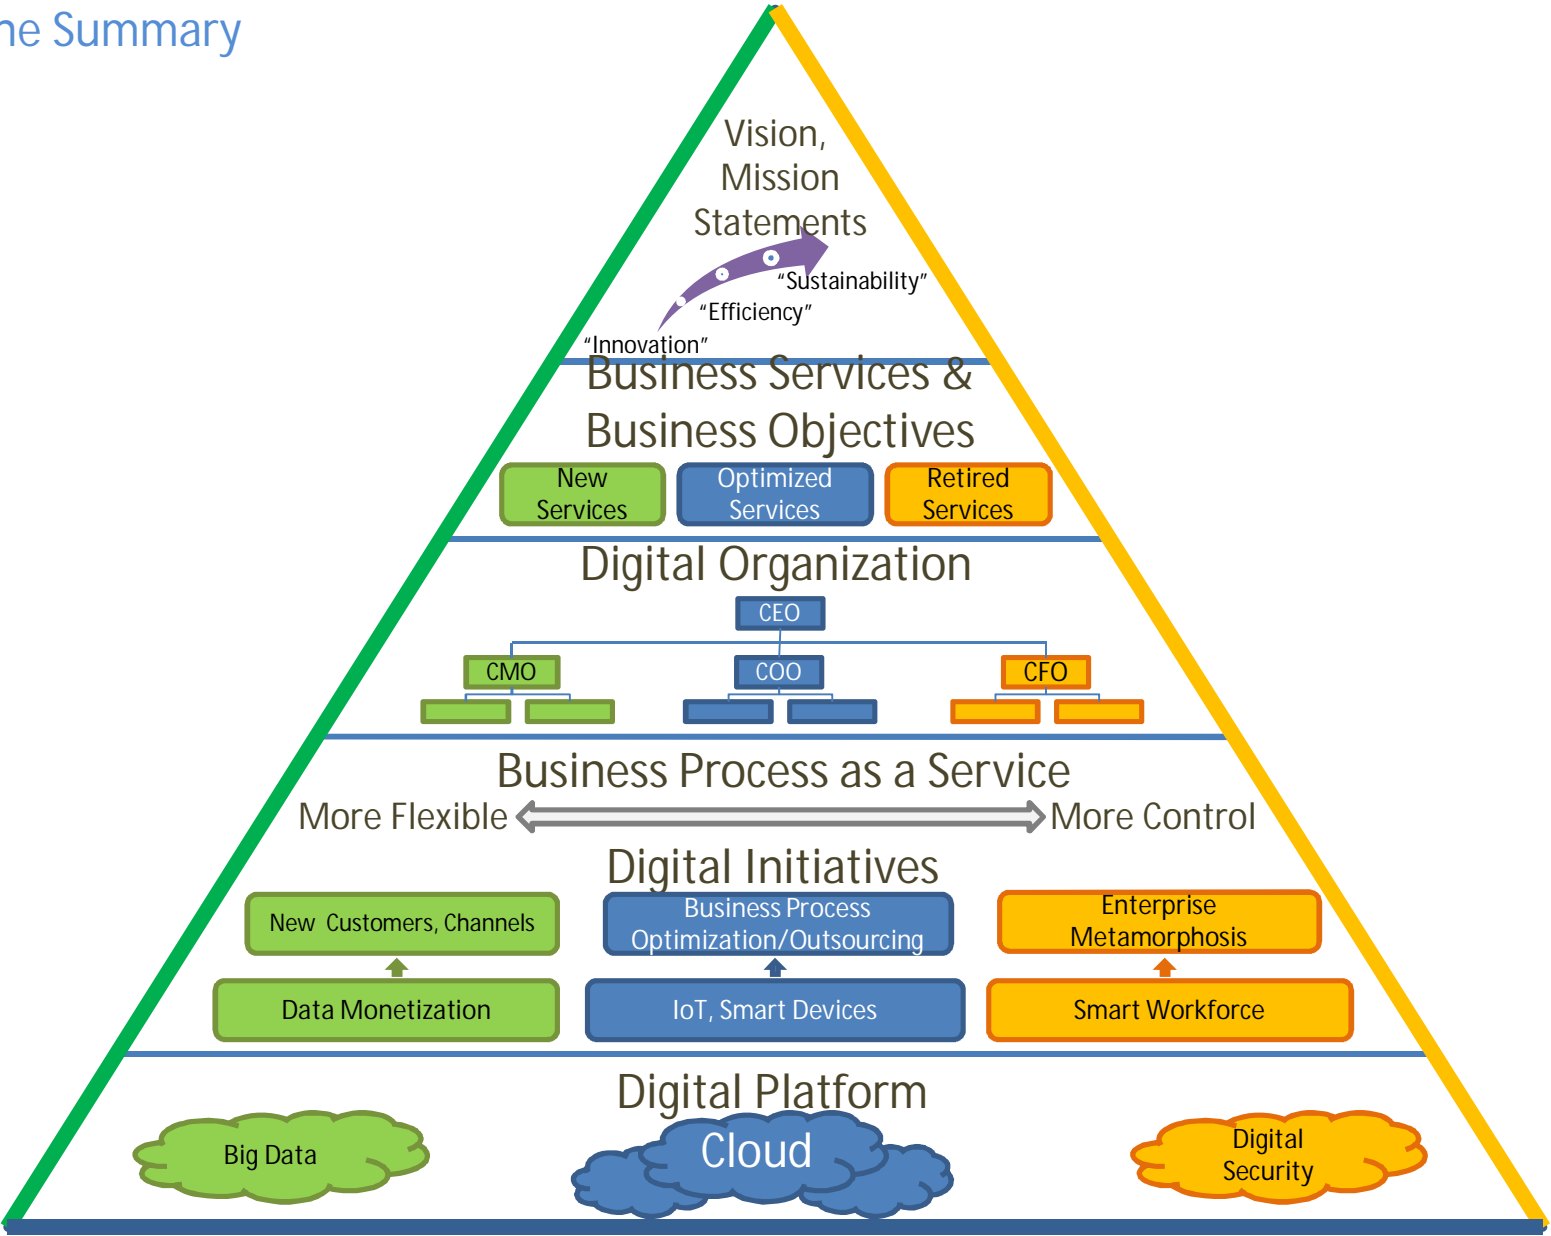 ne Summary
Vision,
Mission
Statements
“Sustainability”
“Efficiency”
“Innovation”
Business Services &
Business Objectives
New
Services
Optimized
Services
Retired
Services
Digital Organization
CEO
CMO
COO
CFO
Business Process as a Service
More Flexible
More Control
Digital Initiatives
New Customers, Channels
Business Process
Optimization/Outsourcing
Enterprise
Metamorphosis
Data Monetization
IoT, Smart Devices
Smart Workforce
Digital Platform
Big Data
Cloud
Digital
Security